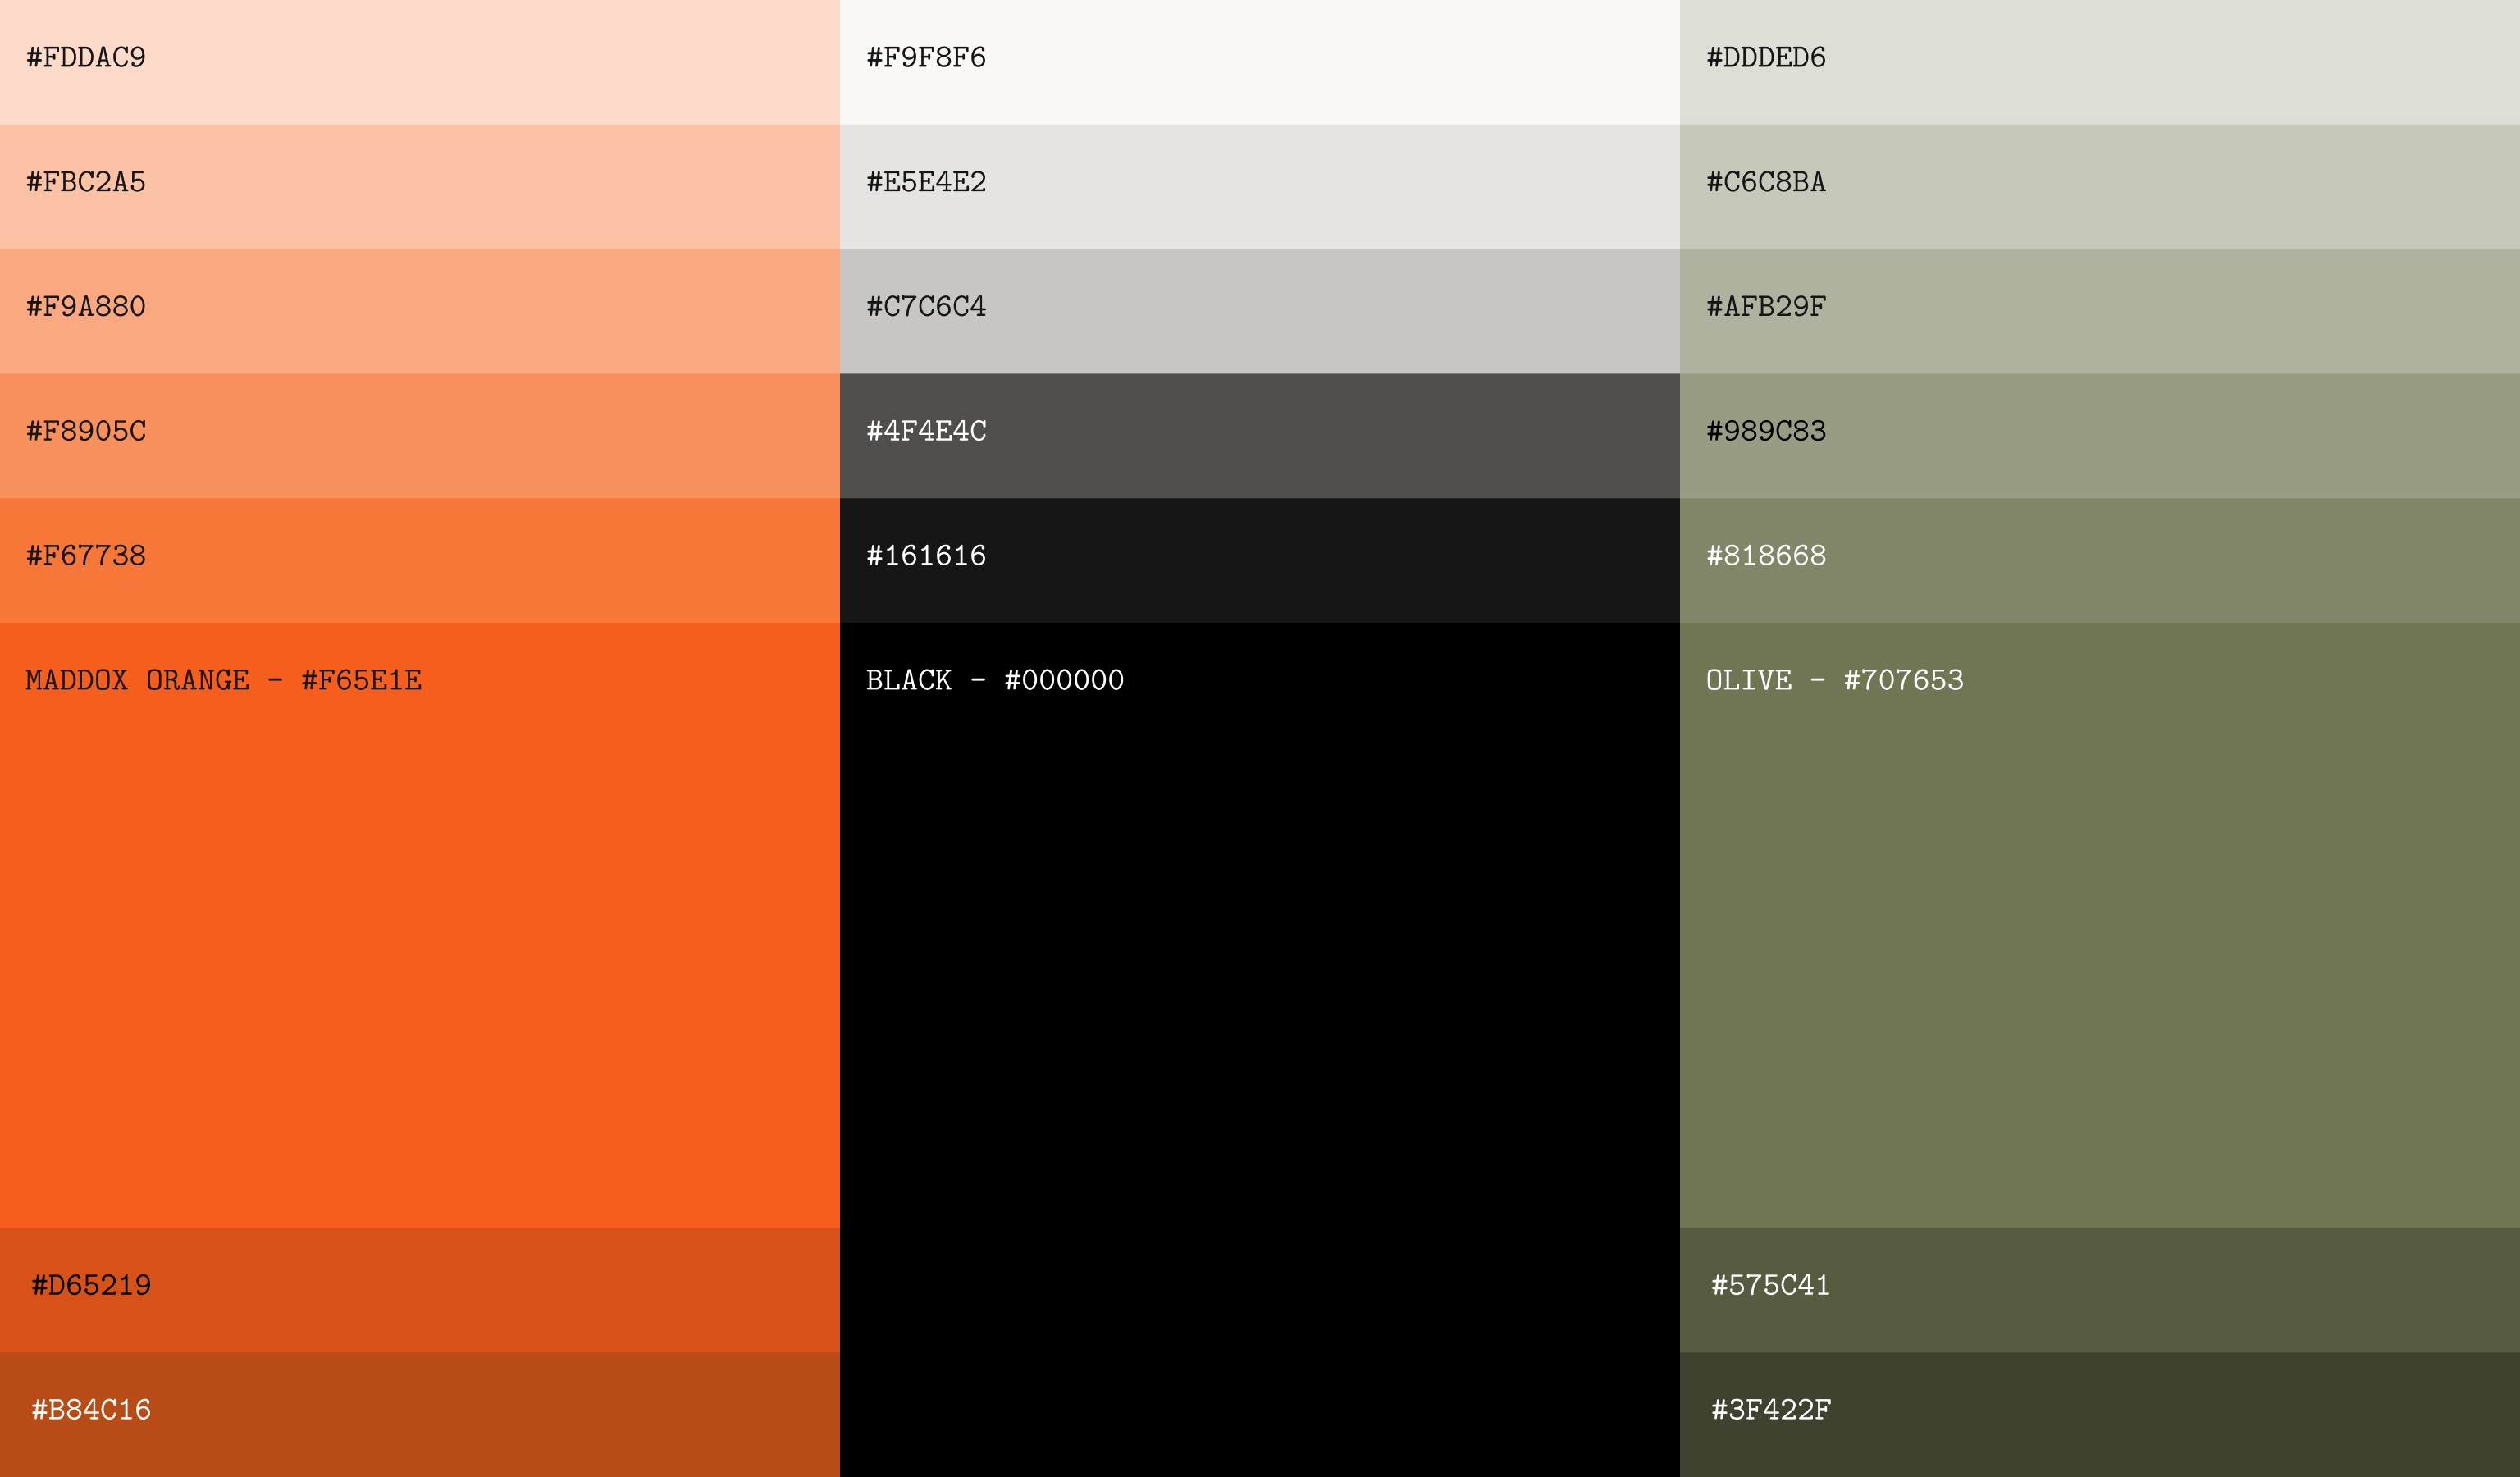 #FDDAC9
#FBC2A5
#F9A880
#F8905C
#F67738
MADDOX ORANGE – #F65E1E
#D65219
#B84C16
#F9F8F6
#E5E4E2
#C7C6C4
#4F4E4C
#161616
BLACK – #000000
#DDDED6
#C6C8BA
#AFB29F
#989C83
#818668
OLIVE – #707653
#575C41
#3F422F